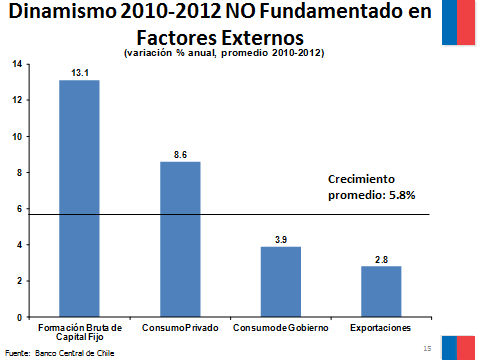 Dinamismo 2010-2012 NO Fundamentado en
Factores Externos
(variación % anual, promedio 2010-2012)
14
12
10
8
6
4
2
0
13.1
8.6
3.9
2.8
Crecimiento
promedio: 5.8%
Formación Bruta de
Capital Fijo
Consumo Privado
Consumo de Gobierno
Exportaciones
Fuente: Banco Central de Chile
15